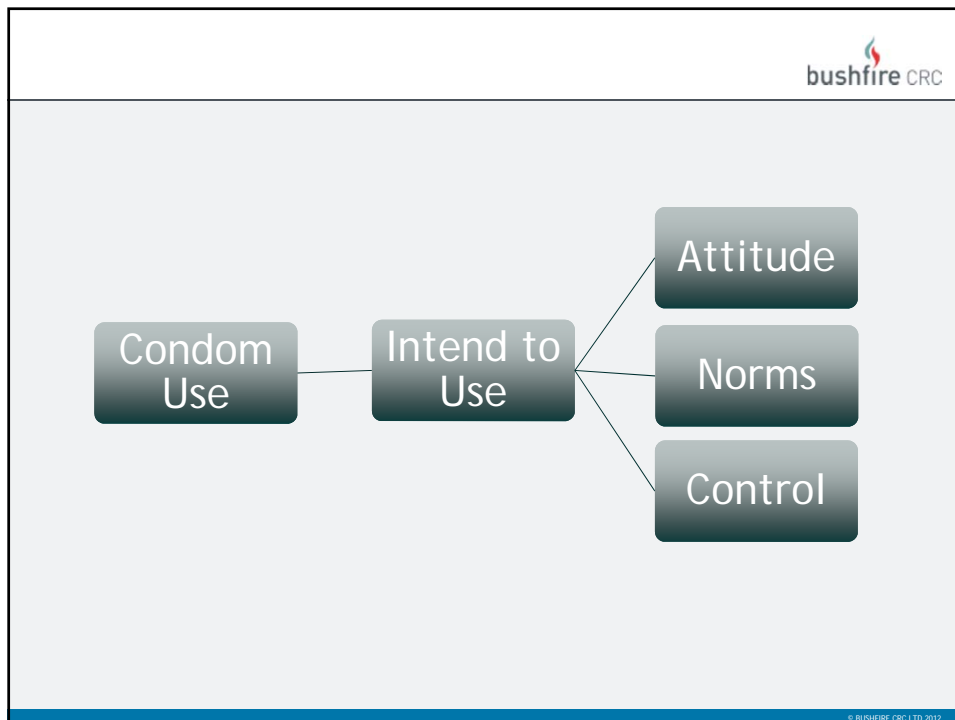 bushfire CRC
Condom
Use
Intend to
Use
Attitude
Norms
Control
© BUSHFIRE CRC LTD 2012